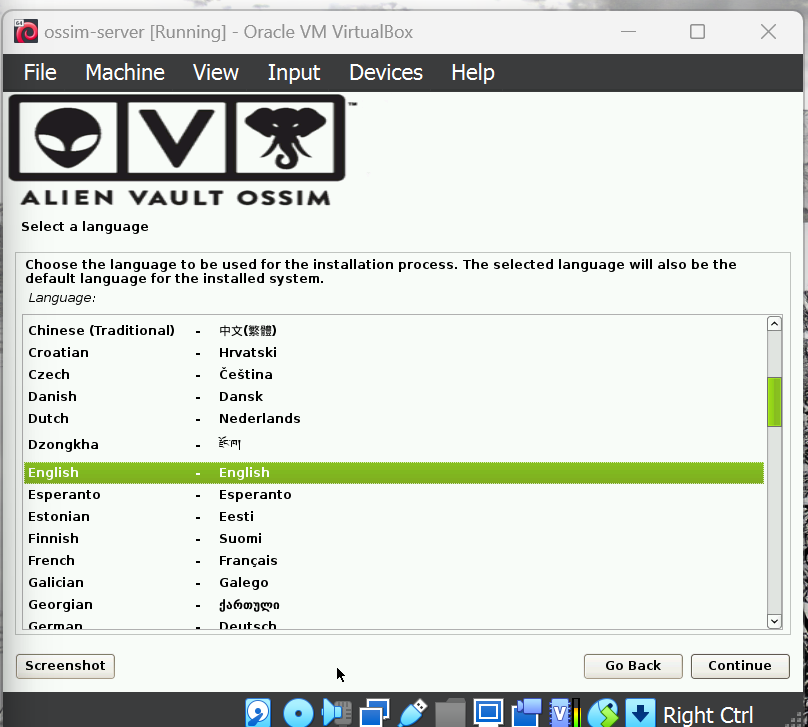 ossim-server [Running] - Oracle VM VirtualBox
File Machine View Input Devices Help
V ™
ALIEN VAULT OSSIM
Select a language
Choose the language to be used for the installation process. The selected language will also be the
default language for the installed system.
Language:
Chinese (Traditional) - 中文(繁體)
Croatian - Hrvatski
Czech - Čeština
Danish - Dansk
Dutch - Nederlands
Dzongkha - རྫོང་ཁ།
English - English
Esperanto - Esperanto
Estonian - Eesti
Finnish - Suomi
French - Français
Galician - Galego
Georgian - ქართული
German - Deutsch
Screenshot Go Back Continue
V Right Ctrl